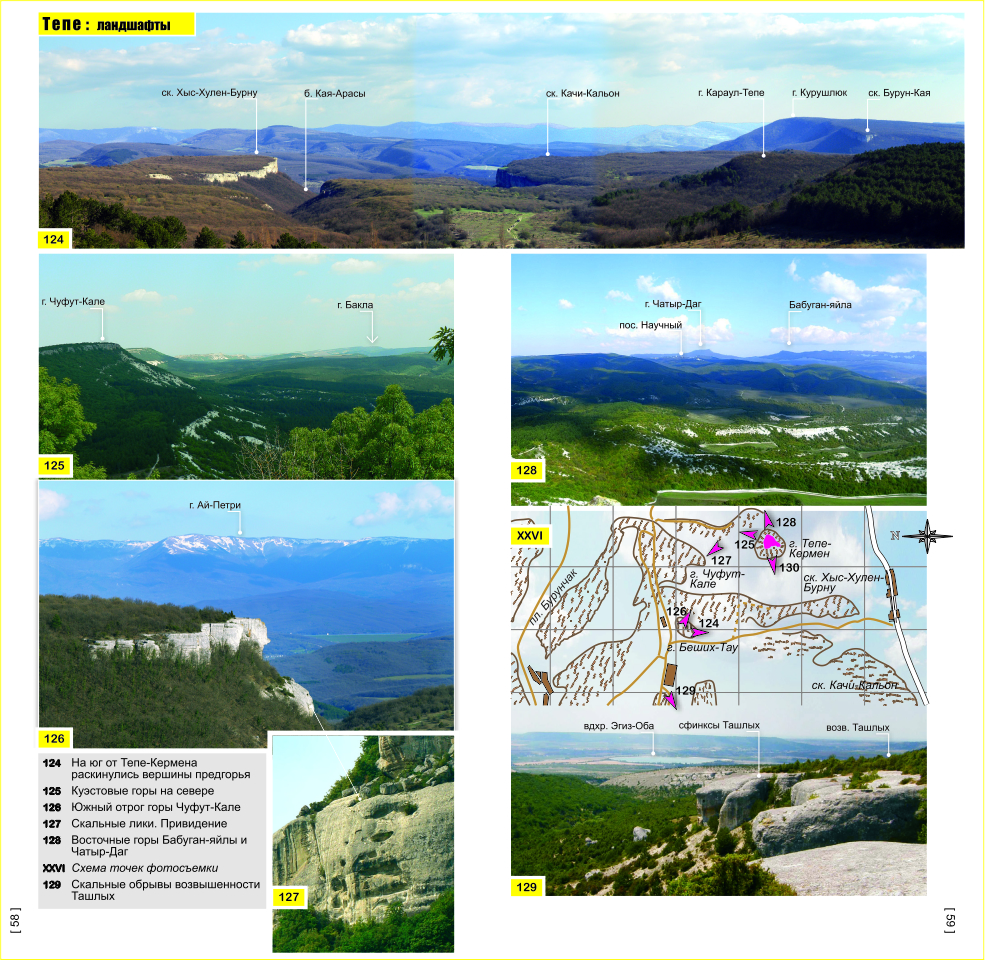 Тепе: ландшафты
ск. Хыс-Хулен-Бурну
б. Кая-Арасы
ск. Качи-Кальон
г. Караул-Тепе
г. Курушлюк
ск. Бурун-Кая
124
г. Чуфут-Кале
г. Бакла
125
г. Чатыр-Даг
Бабуган-яйла
пос. Научный
128
г. Ай-Петри
126
XXVI
128
125
г. Тепе-
Кермен
127
130
г. Чуфут-
Кале
ск. Хыс-Хулен-
Бурну
пл. Бурунчак
126
124
г. Беших-Тау
ск. Качи-Кальон
129
N
124 На юг от Тепе-Кермена
раскинулись вершины предгорья
125 Куэстовые горы на севере
126 Южный отрог горы Чуфут-Кале
127 Скальные лики. Привидение
128 Восточные горы Бабуган-яйлы и
Чатыр-Даг
XXVI Схема точек фотосъемки
129 Скальные обрывы возвышенности
Ташлых
127
вдхр. Эгиз-Оба
сфинксы Ташлых
возв. Ташлых
129
[ 58 ]
[ 59 ]